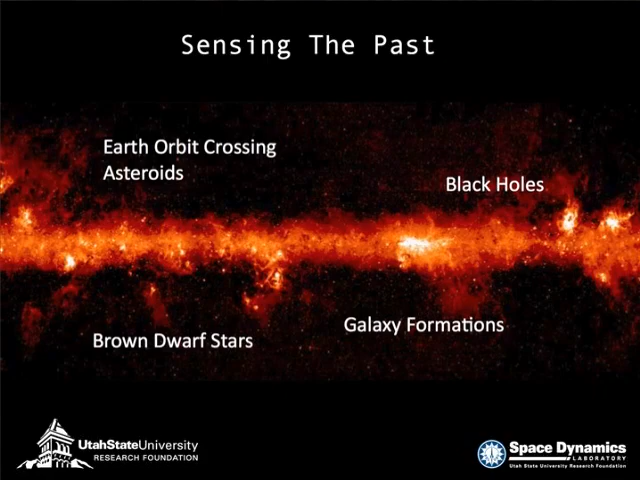 Sensing The Past
Earth Orbit Crossing
Asteroids
Black Holes
Galaxy Formations
Brown Dwarf Stars
UtahStateUniversity
RESEARCH FOUNDATION
Space Dynamics
LABORATORY
Utah State University Research Foundation